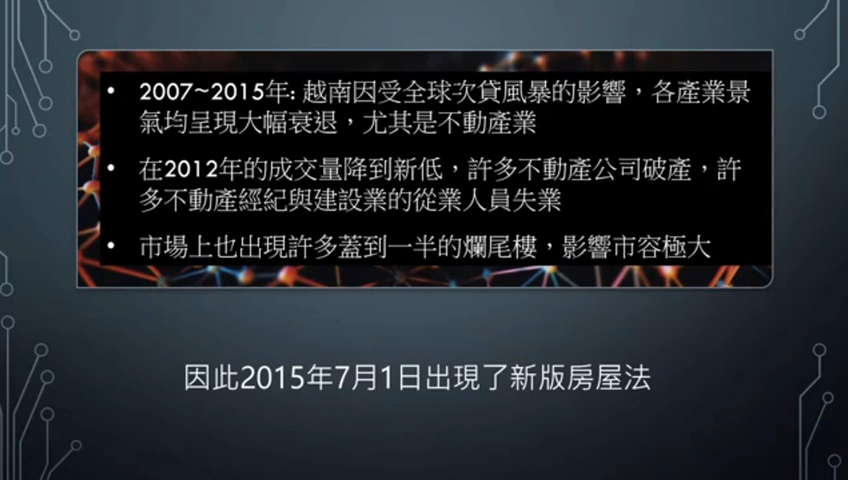 • 2007~2015年: 越南因受全球次貸風暴的影響，各產業景
氣均呈現大幅衰退，尤其是不動產業
• 在2012年的成交量降到新低，許多不動產公司破產，許
多不動產經紀與建設業的從業人員失業
• 市場上也出現許多蓋到一半的爛尾樓，影響市容極大
因此2015年7月1日出現了新版房屋法